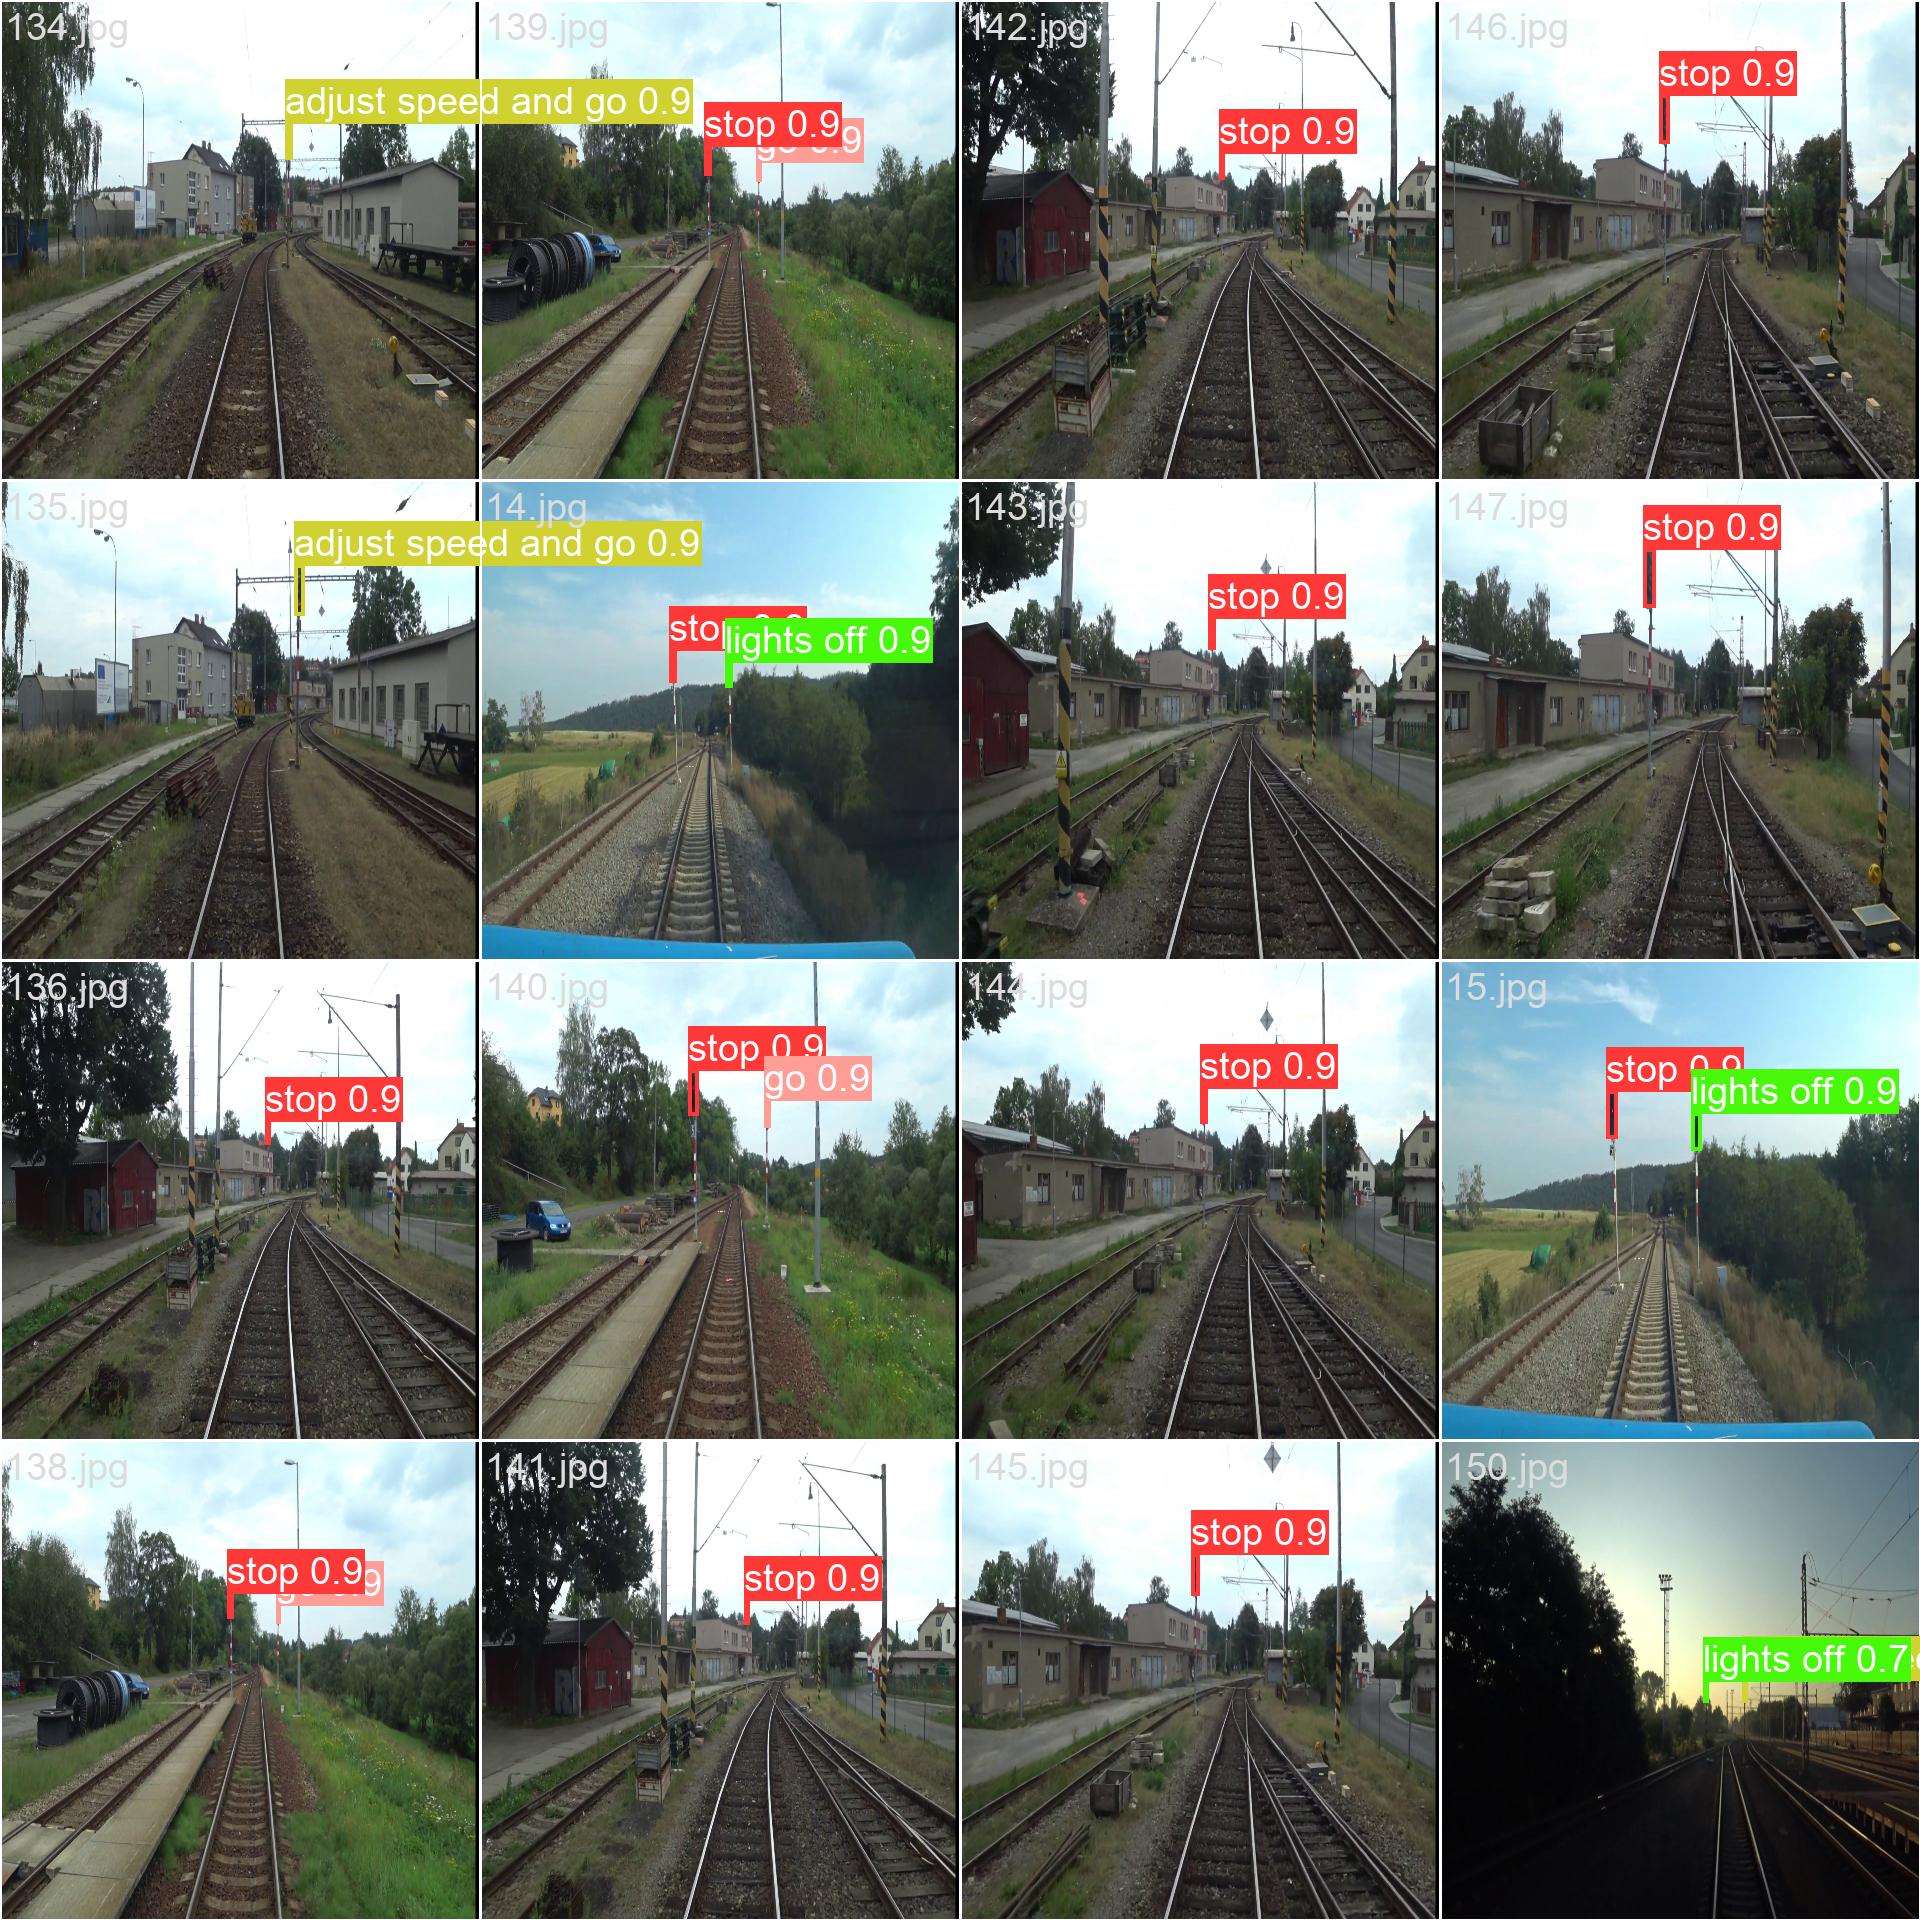 134.jpg
adjust speed and go 0.9
139.jpg
stop 0.9
142.jpg
stop 0.9
146.jpg
stop 0.9
135.jpg
adjust speed and go 0.9
14.jpg
lights off 0.9
143.jpg
stop 0.9
147.jpg
stop 0.9
136.jpg
stop 0.9
140.jpg
stop 0.9
go 0.9
144.jpg
stop 0.9
15.jpg
stop 0.9
lights off 0.9
138.jpg
stop 0.9
141.jpg
stop 0.9
145.jpg
stop 0.9
150.jpg
lights off 0.7